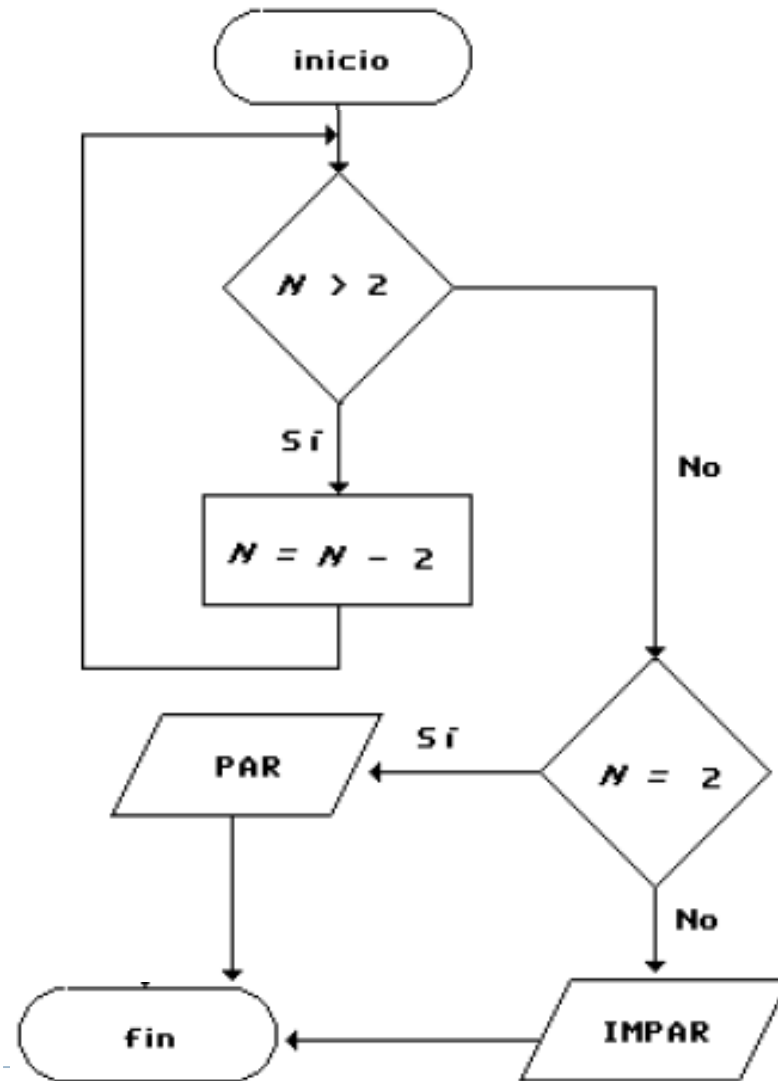 inicio
N > 2
Sí
No
N = N - 2
Sí
PAR
N = 2
No
IMPAR
fin